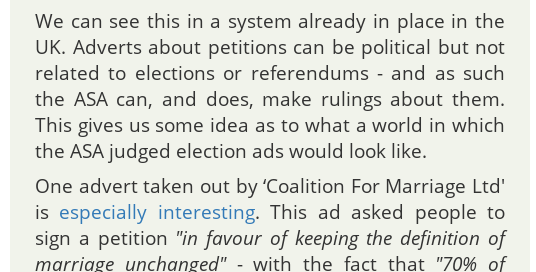 We can see this in a system already in place in the
UK. Adverts about petitions can be political but not
related to elections or referendums - and as such
the ASA can, and does, make rulings about them.
This gives us some idea as to what a world in which
the ASA judged election ads would look like.
One advert taken out by ‘Coalition For Marriage Ltd'
is especially interesting. This ad asked people to
sign a petition "in favour of keeping the definition of
marriage unchanged" - with the fact that "70% of